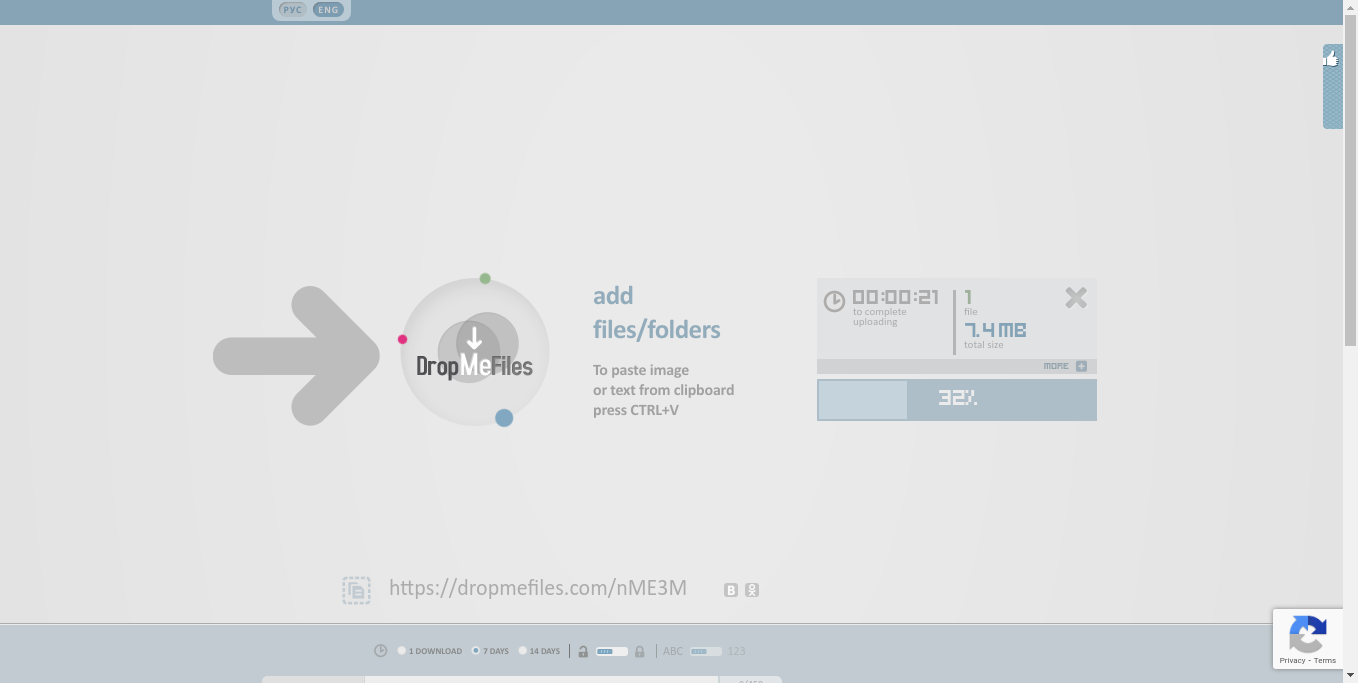 РУС ENG
add
files/folders
To paste image
or text from clipboard
press CTRL+V
DropMeFiles
00:00:21
to complete
uploading
1
file
7.4 MB
total size
MORE
32%
https://dropmefiles.com/nME3M
1 DOWNLOAD 7 DAYS 14 DAYS ABC 123
Privacy - Terms